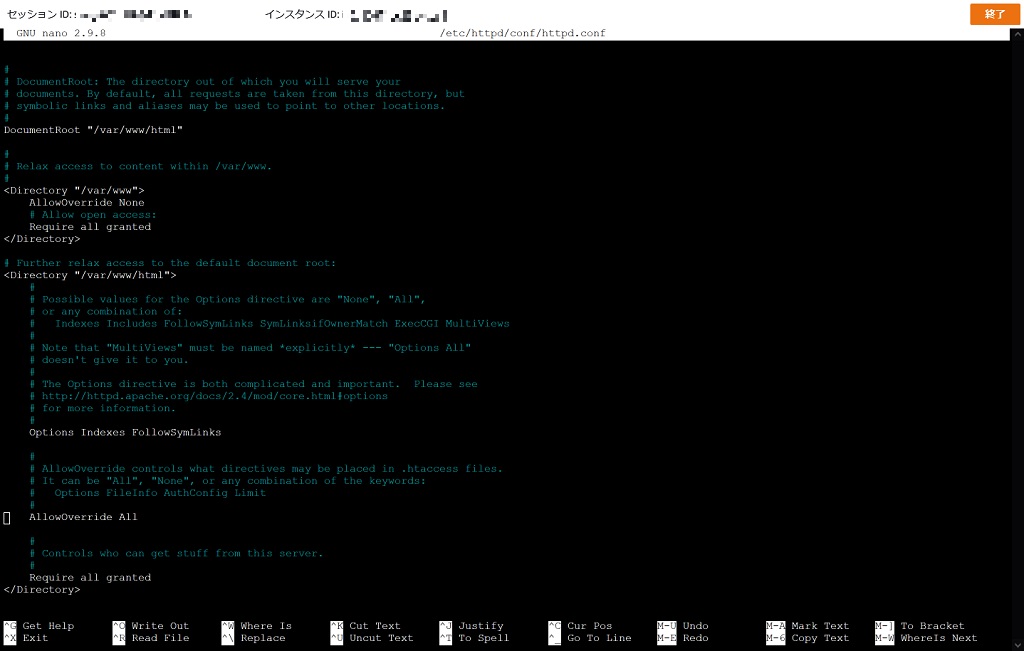 セッション ID:
インスタンス ID:
終了
GNU nano 2.9.8 /etc/httpd/conf/httpd.conf
#
# DocumentRoot: The directory out of which you will serve your
# documents. By default, all requests are taken from this directory, but
# symbolic links and aliases may be used to point to other locations.
#
DocumentRoot "/var/www/html"
#
# Relax access to content within /var/www.
#
<Directory "/var/www">
    AllowOverride None
    # Allow open access:
    Require all granted
</Directory>
# Further relax access to the default document root:
<Directory "/var/www/html">
    #
    # Possible values for the Options directive are "None", "All",
    # or any combination of:
    #   Indexes Includes FollowSymLinks SymLinksifOwnerMatch ExecCGI MultiViews
    #
    # Note that "MultiViews" must be named *explicitly* --- "Options All"
    # doesn't give it to you.
    #
    # The Options directive is both complicated and important.  Please see
    # http://httpd.apache.org/docs/2.4/mod/core.html#options
    # for more information.
    #
    Options Indexes FollowSymLinks
    #
    # AllowOverride controls what directives may be placed in .htaccess files.
    # It can be "All", "None", or any combination of the keywords:
    #   Options FileInfo AuthConfig Limit
    #
    AllowOverride All
    #
    # Controls who can get stuff from this server.
    #
    Require all granted
</Directory>
^G Get Help ^O Write Out ^W Where Is ^K Cut Text ^J Justify ^C Cur Pos M-U Undo M-A Mark Text M-] To Bracket
^X Exit ^R Read File ^\ Replace ^U Uncut Text ^T To Spell ^_ Go To Line M-E Redo M-6 Copy Text M-W WhereIs Next